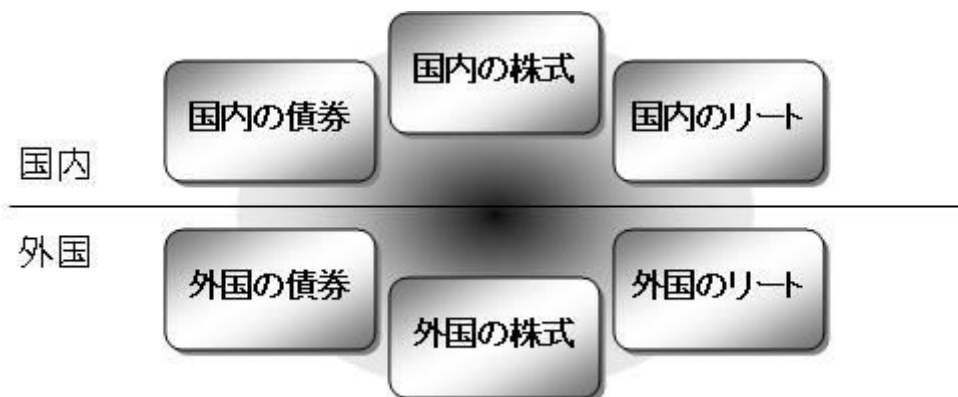 国内の株式
国内の債券
国内のリート
国内
外国
外国の債券
外国のリート
外国の株式